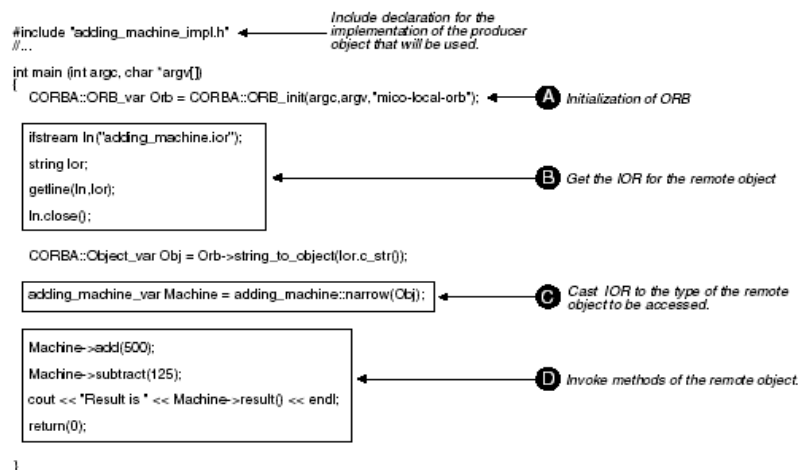 #include "adding_machine_impl.h"
Include declaration for the
implementation of the producer
object that will be used.
//...
int main (int argc, char *argv[])
{
CORBA::ORB_var Orb = CORBA::ORB_init(argc,argv,"mico-local-orb");
A Initialization of ORB
ifstream In("adding_machine.ior");
string Ior;
getline(In,Ior);
In.close();
B Get the IOR for the remote object
CORBA::Object_var Obj = Orb->string_to_object(Ior.c_str());
adding_machine_var Machine = adding_machine::narrow(Obj);
C Cast IOR to the type of the remote
object to be accessed.
Machine->add(500);
Machine->subtract(125);
cout << "Result is " << Machine->result() << endl;
return(0);
D Invoke methods of the remote object.
}